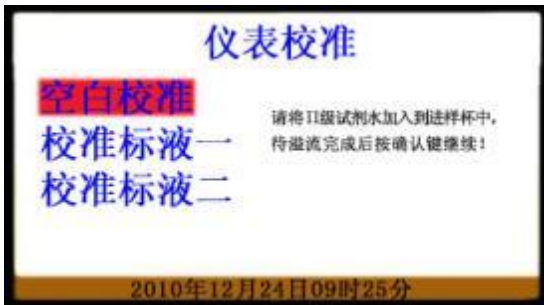 仪表校准
空白校准
请将II级试剂水加入到进样杯中,
校准标液一
待溢流完成后按确认键继续!
校准标液二
2010年12月24日09时25分